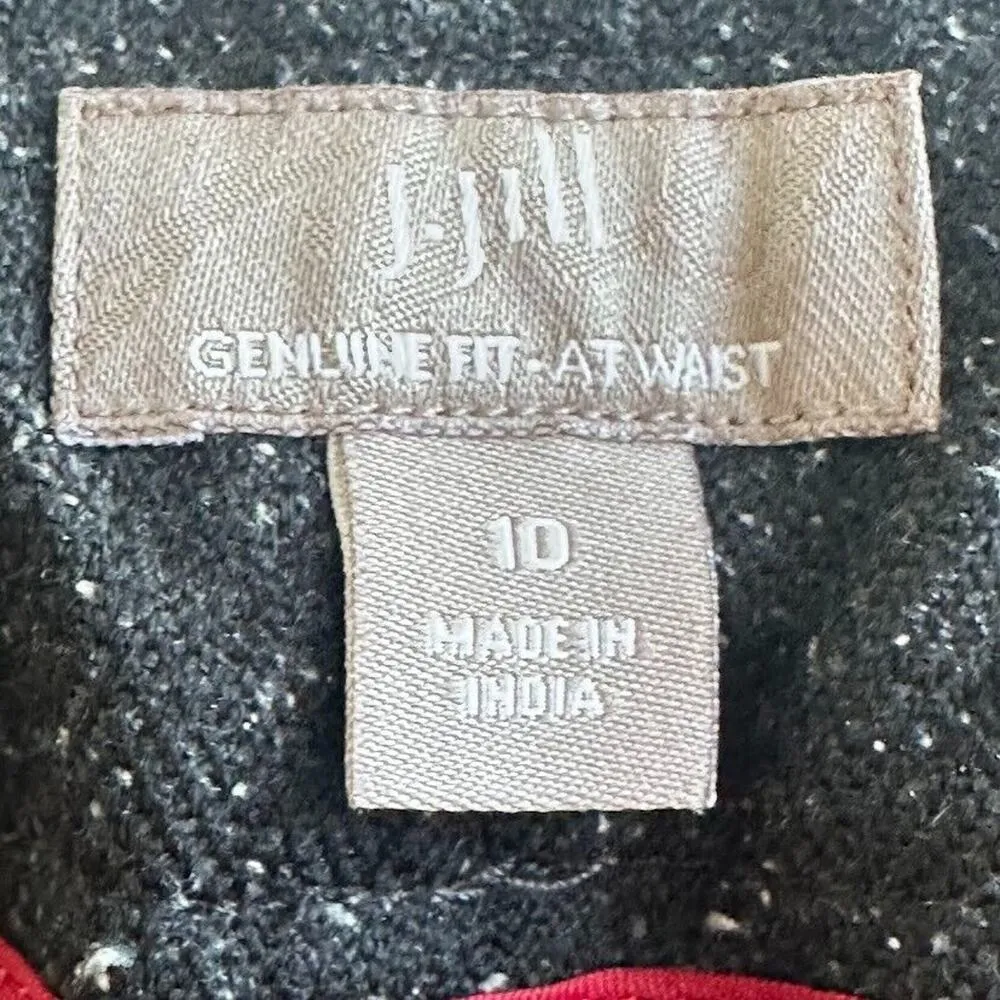 J.Jill
GENUINE FIT - AT WAIST
10
MADE IN
INDIA